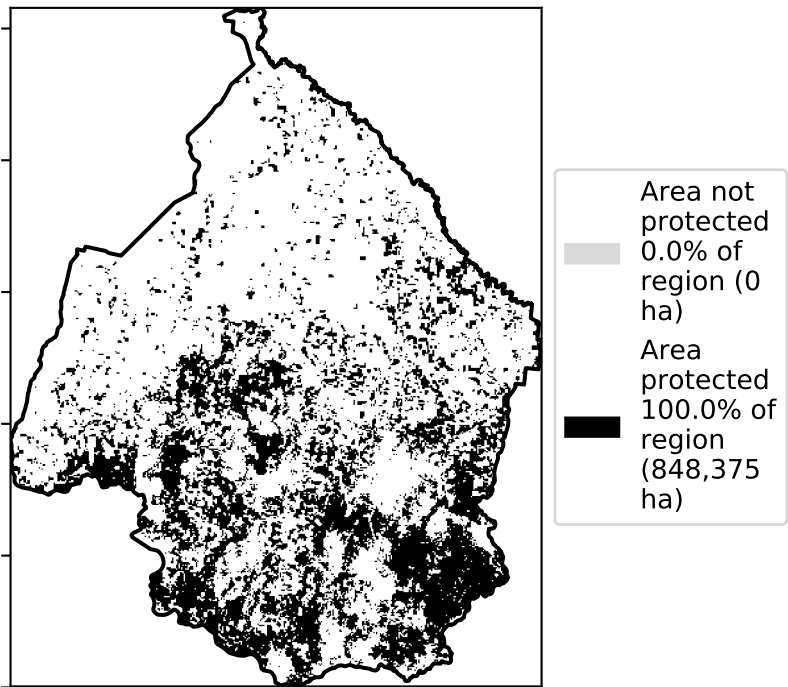 Area not
protected
0.0% of
region (0
ha)
Area
protected
100.0% of
region
(848,375
ha)